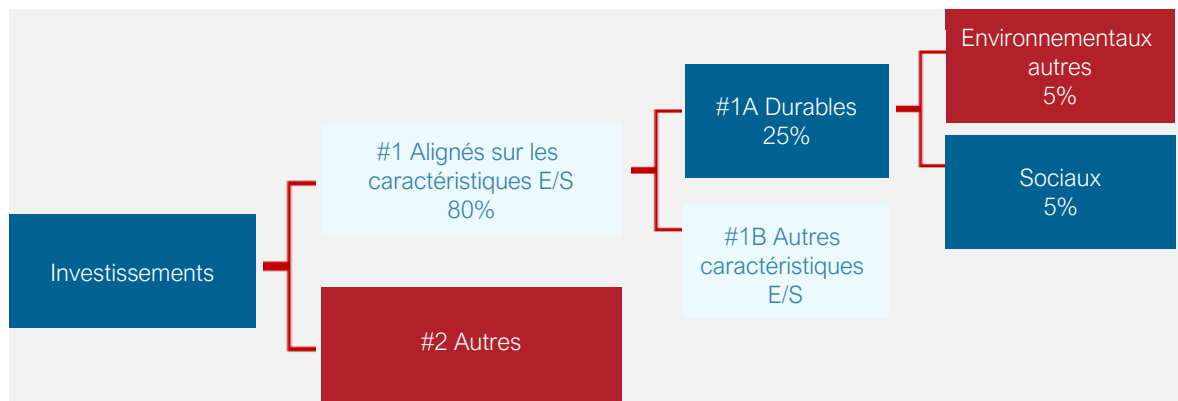 Investissements
#1 Alignés sur les
caractéristiques E/S
80%
#2 Autres
#1A Durables
25%
#1B Autres
caractéristiques
E/S
Environnementaux
autres
5%
Sociaux
5%